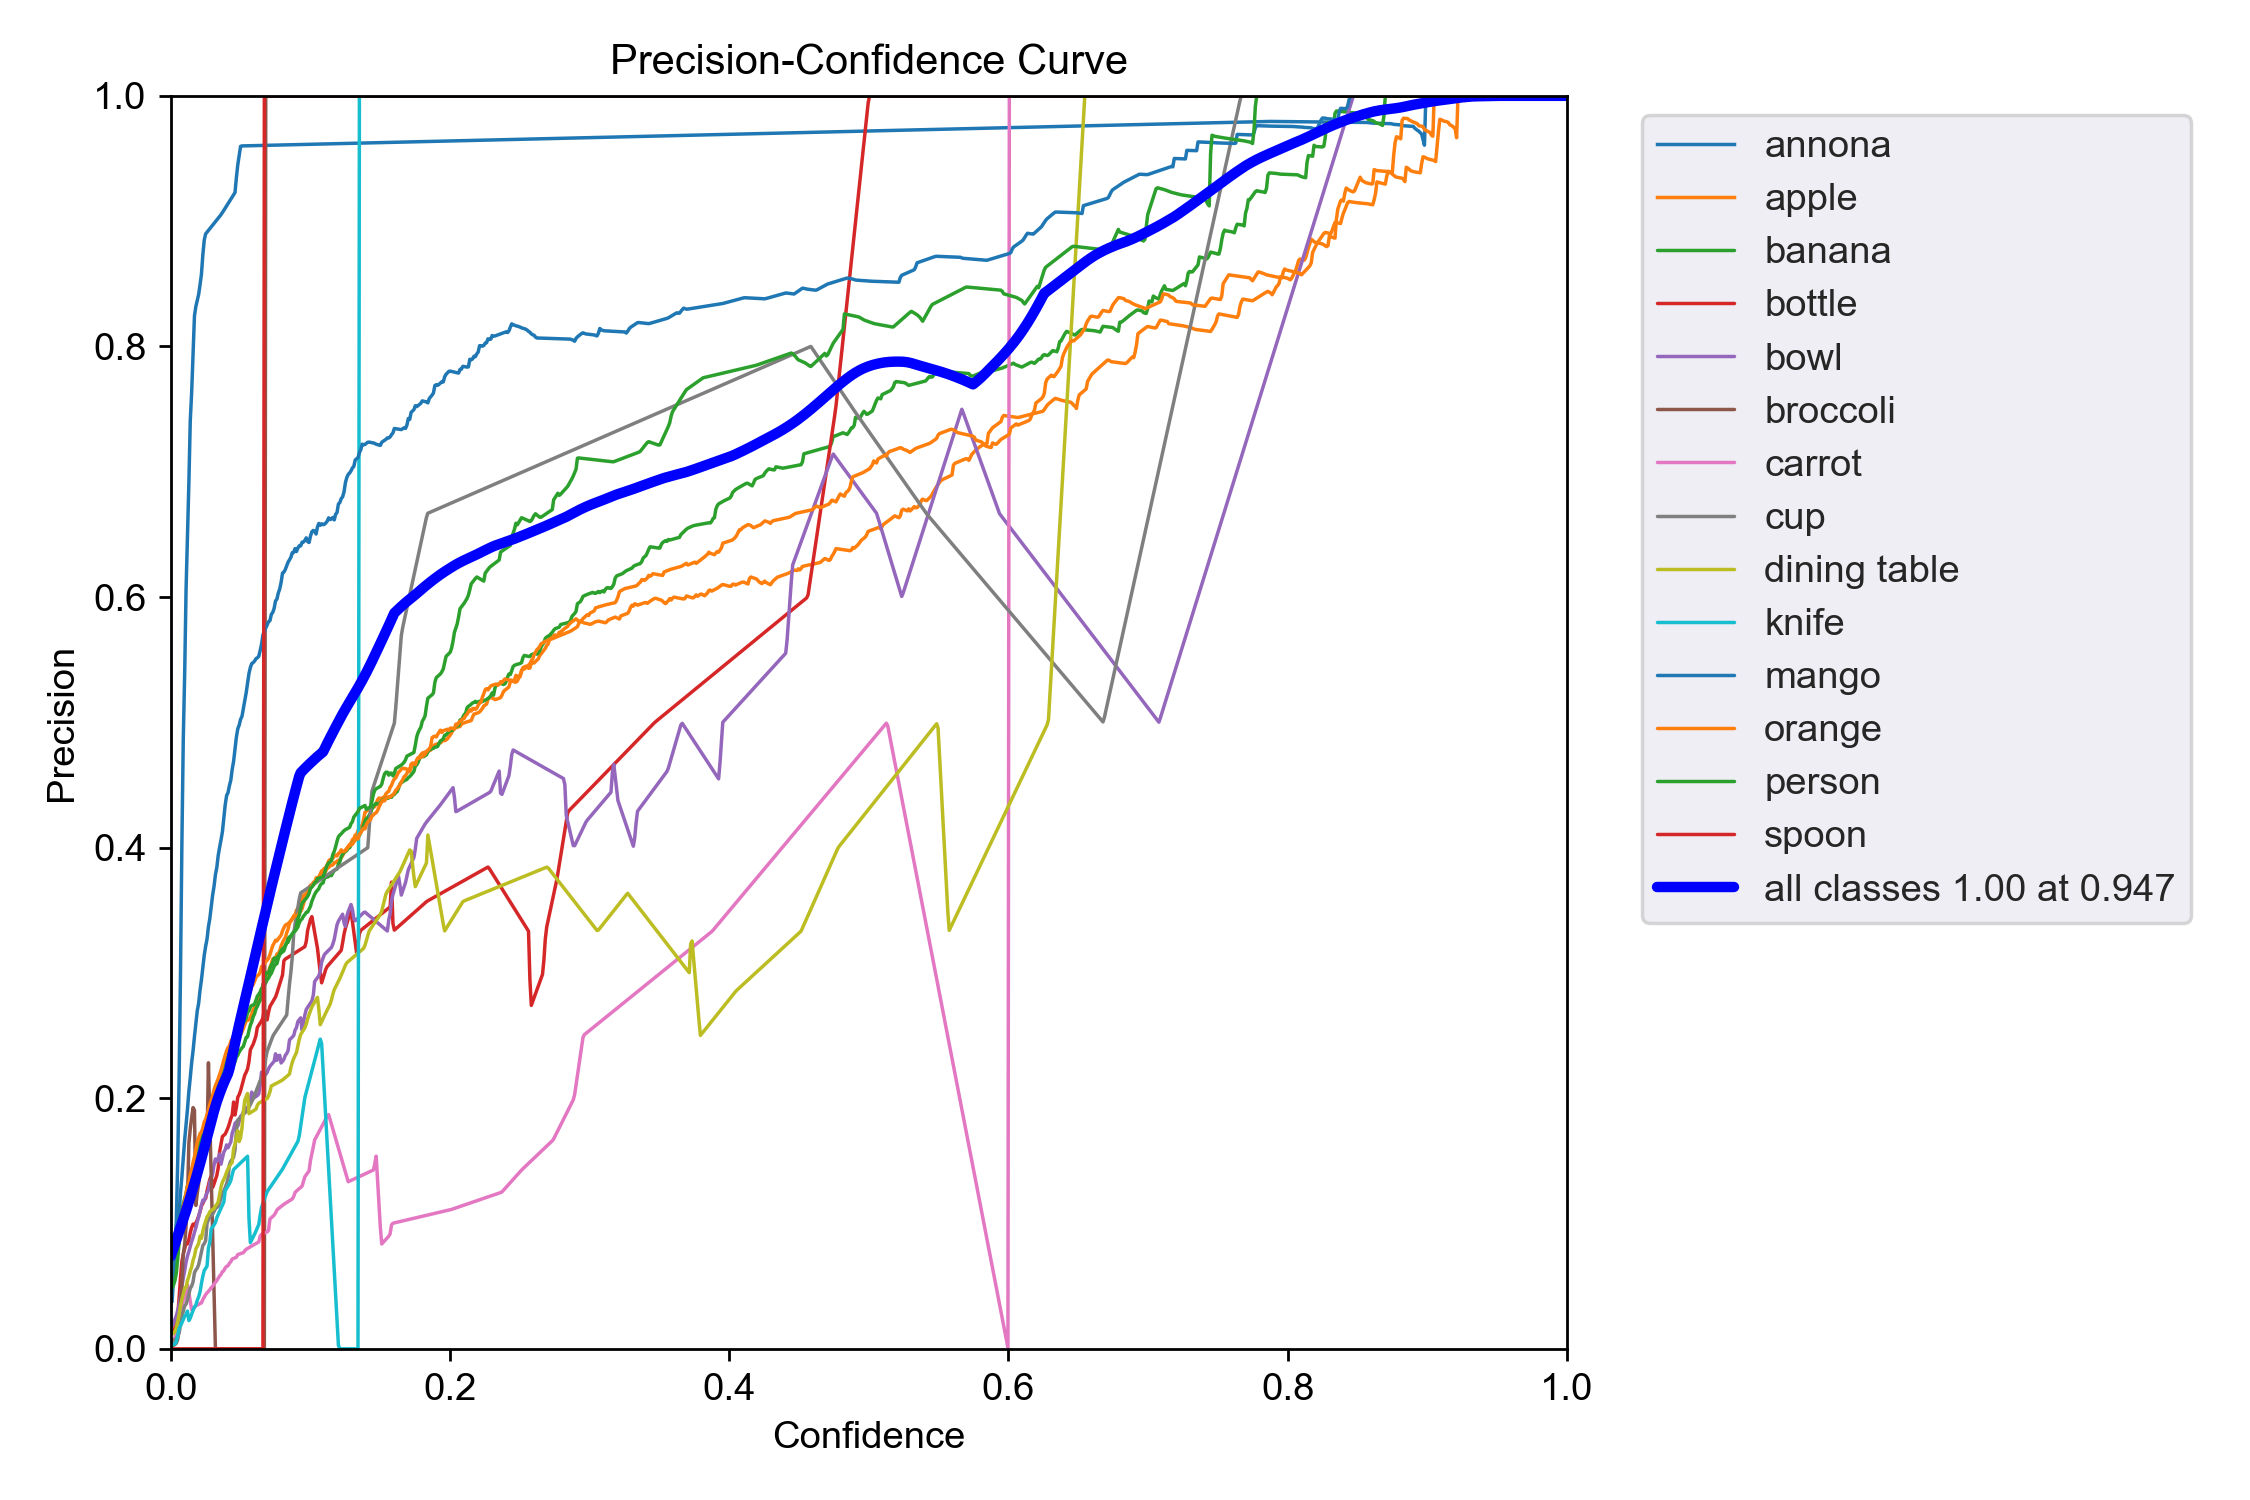 Precision-Confidence Curve
1.0
0.8
0.6
0.4
0.2
0.0
Precision
0.0 0.2 0.4 0.6 0.8 1.0
Confidence
annona
apple
banana
bottle
bowl
broccoli
carrot
cup
dining table
knife
mango
orange
person
spoon
all classes 1.00 at 0.947